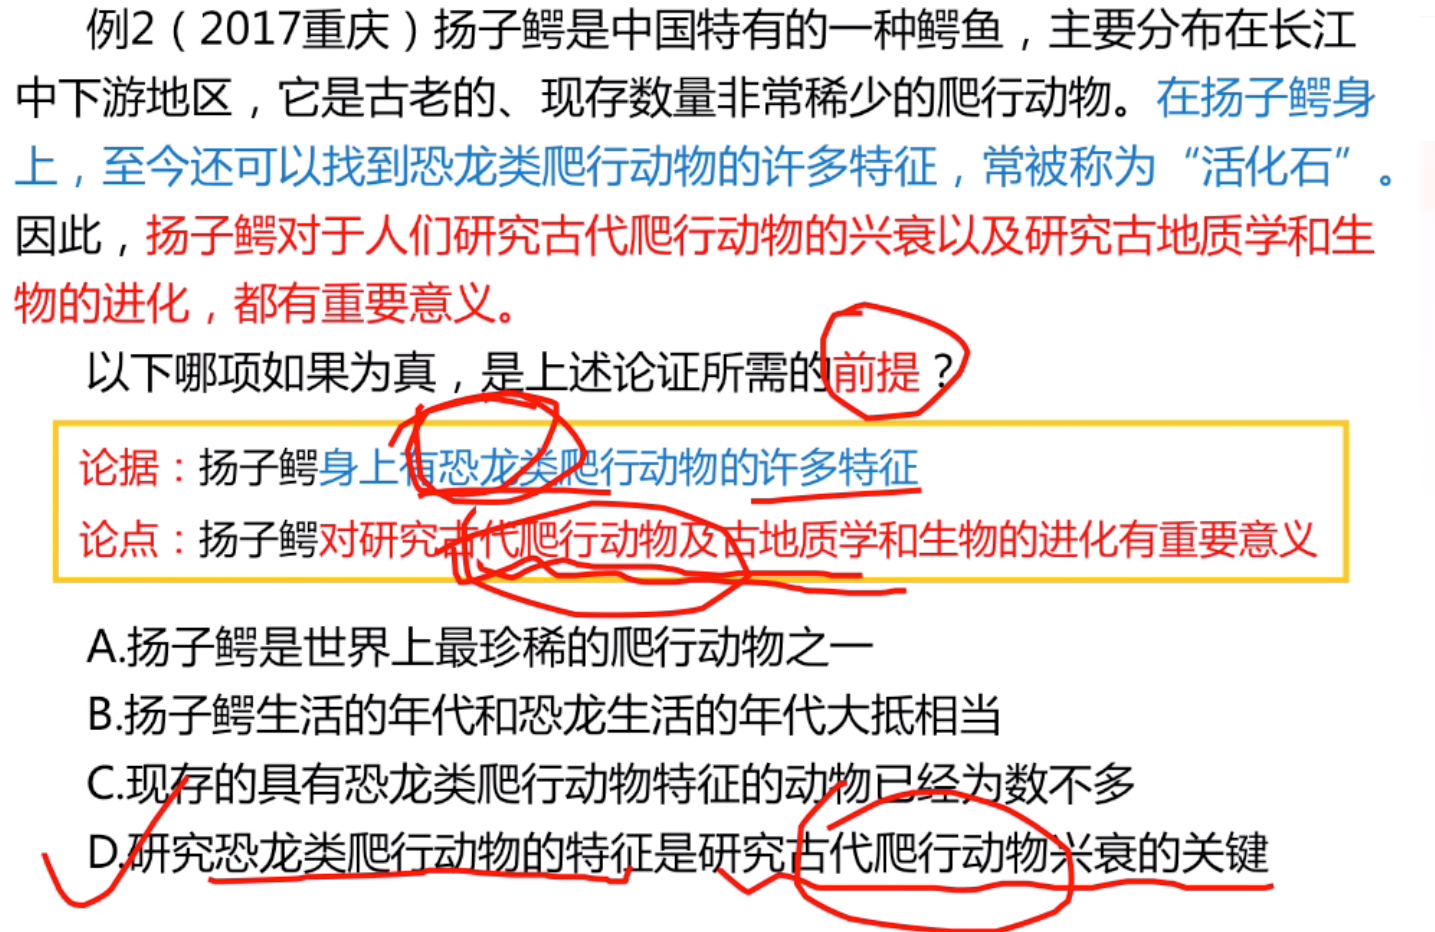 例2（2017重庆）扬子鳄是中国特有的一种鳄鱼，主要分布在长江
中下游地区，它是古老的、现存数量非常稀少的爬行动物。在扬子鳄身
上，至今还可以找到恐龙类爬行动物的许多特征，常被称为“活化石”。
因此，扬子鳄对于人们研究古代爬行动物的兴衰以及研究古地质学和生
物的进化，都有重要意义。
以下哪项如果为真，是上述论证所需的前提？
论据：扬子鳄身上有恐龙类爬行动物的许多特征
论点：扬子鳄对研究古代爬行动物及古地质学和生物的进化有重要意义
A.扬子鳄是世界上最珍稀的爬行动物之一
B.扬子鳄生活的年代和恐龙生活的年代大抵相当
C.现存的具有恐龙类爬行动物特征的动物已经为数不多
D.研究恐龙类爬行动物的特征是研究古代爬行动物兴衰的关键